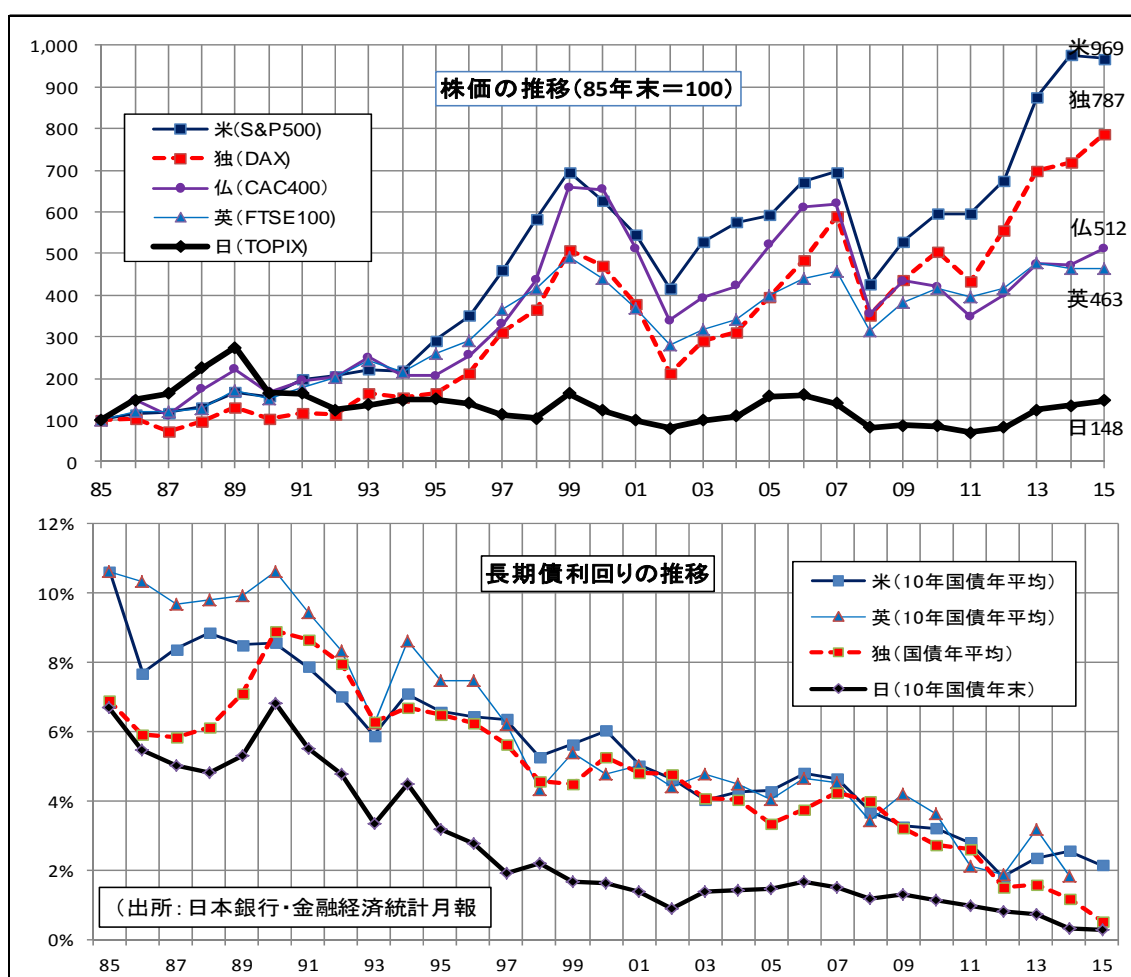 株価の推移(85年末=100)
1,000
900
800
700
600
500
400
300
200
100
0
米(S&P500)
独(DAX)
仏(CAC400)
英(FTSE100)
日(TOPIX)
米969
独787
仏512
英463
日148
85 87 89 91 93 95 97 99 01 03 05 07 09 11 13 15
長期債利回りの推移
12%
10%
8%
6%
4%
2%
0%
米(10年国債年平均)
英(10年国債年平均)
独(国債年平均)
日(10年国債年末)
(出所:日本銀行・金融経済統計月報
85 87 89 91 93 95 97 99 01 03 05 07 09 11 13 15